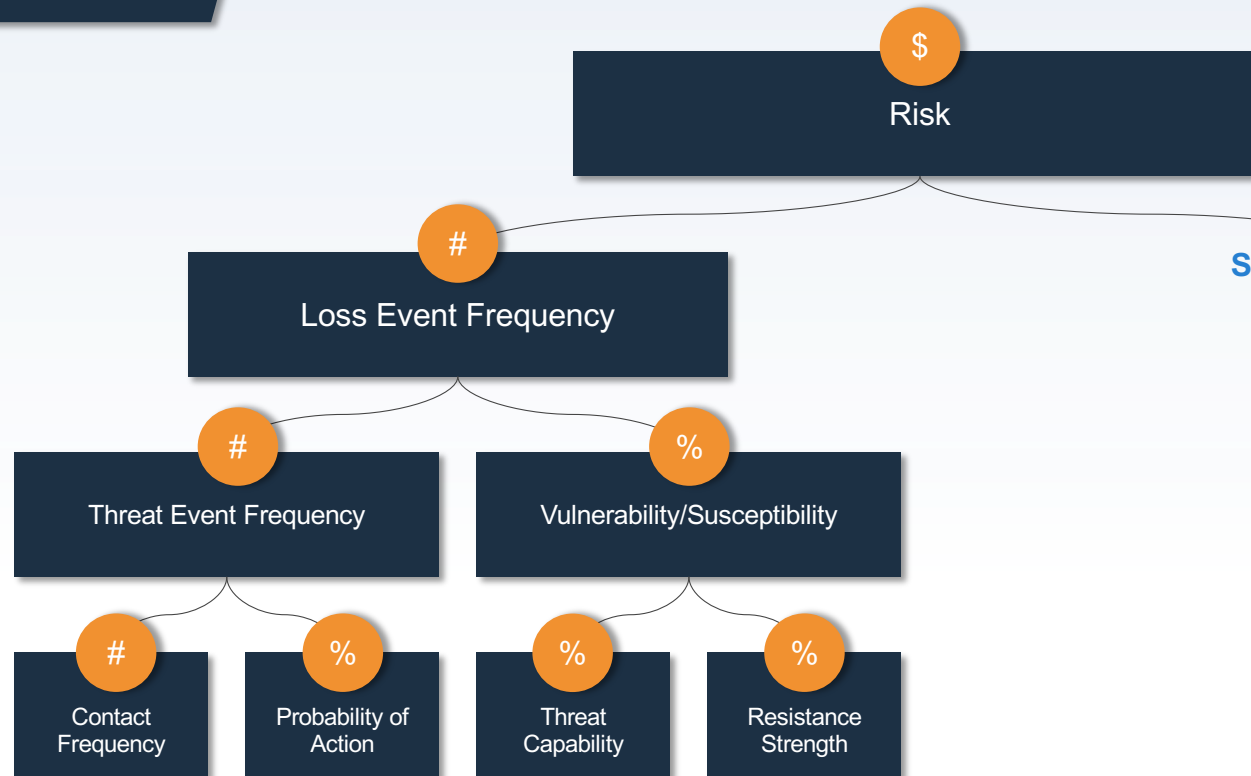 $
Risk
#
Loss Event Frequency
S
#
Threat Event Frequency
%
Vulnerability/Susceptibility
#
Contact
Frequency
%
Probability of
Action
%
Threat
Capability
%
Resistance
Strength